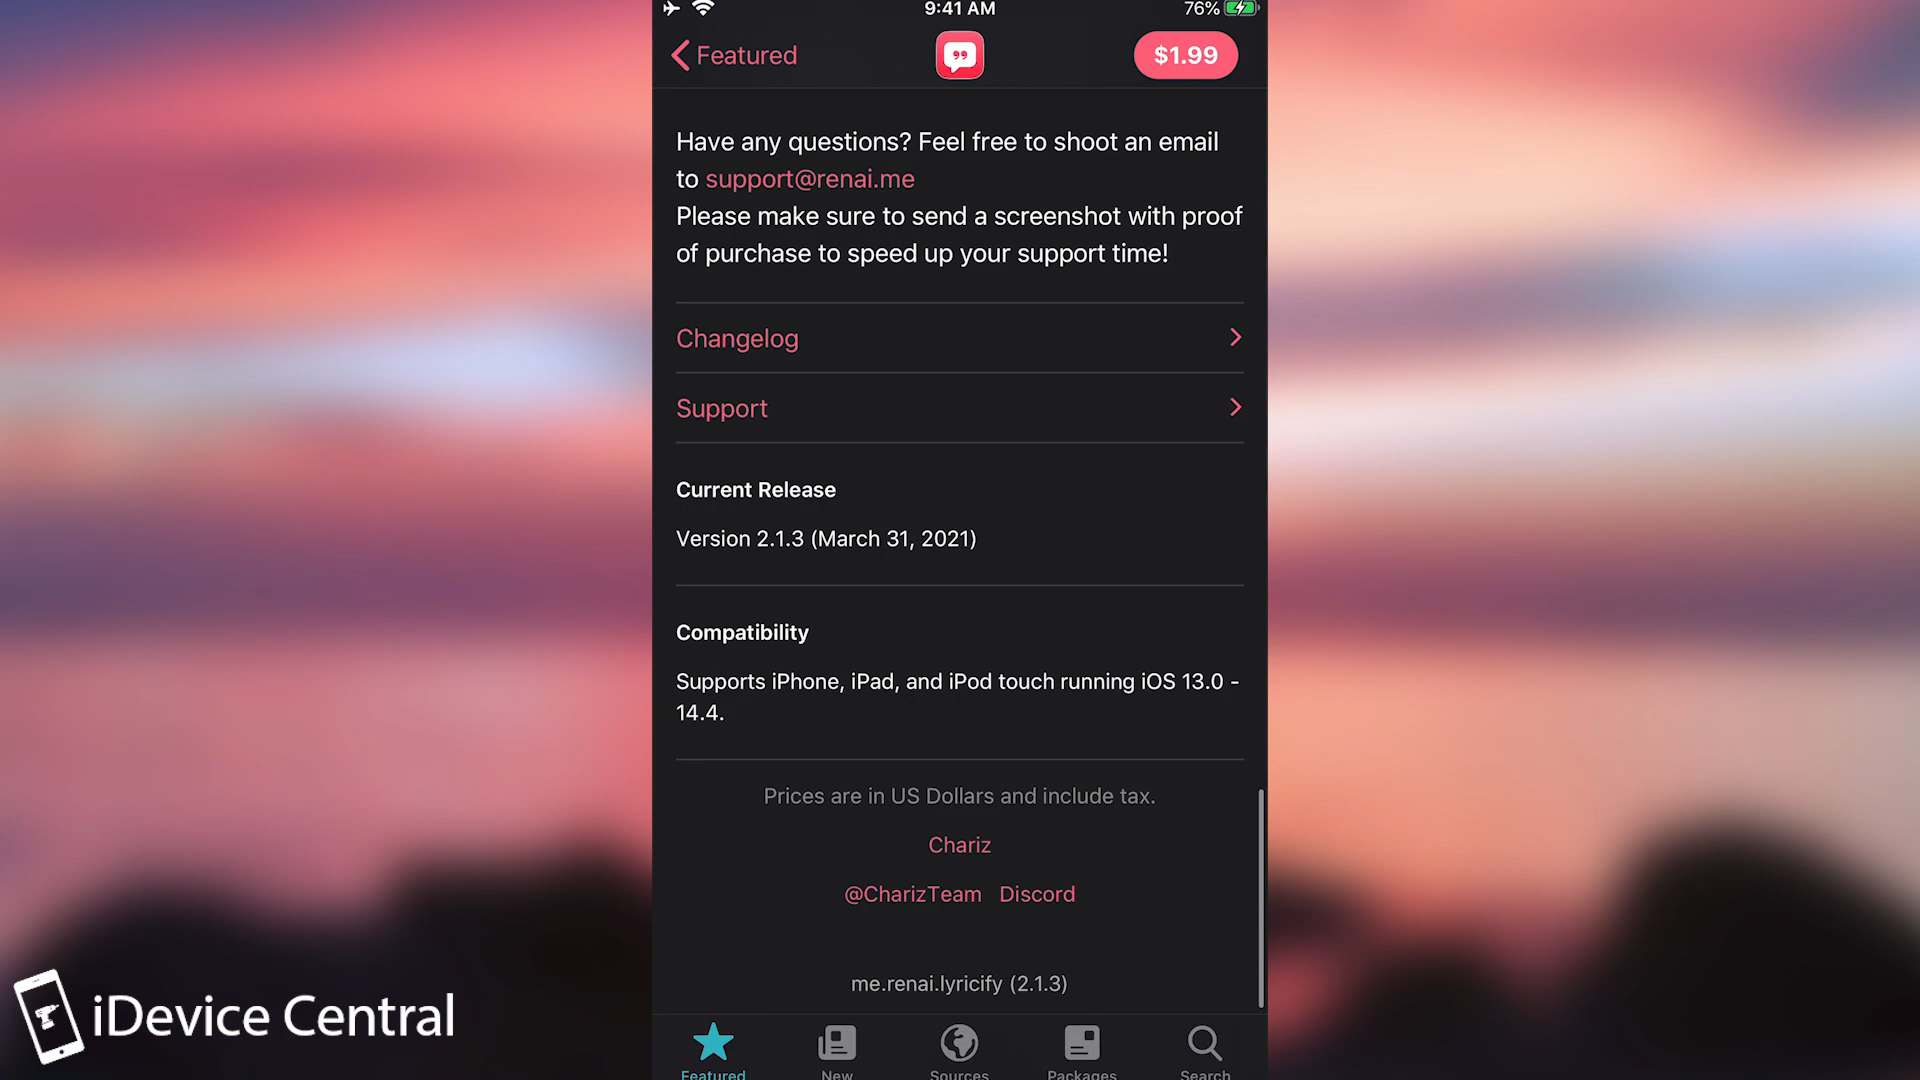 9:41 AM
76%
Featured
$1.99
Have any questions? Feel free to shoot an email
to support@renai.me
Please make sure to send a screenshot with proof
of purchase to speed up your support time!
Changelog
Support
Current Release
Version 2.1.3 (March 31, 2021)
Compatibility
Supports iPhone, iPad, and iPod touch running iOS 13.0 -
14.4.
Prices are in US Dollars and include tax.
Chariz
@CharizTeam Discord
me.renai.lyricify (2.1.3)
Featured New Sources Packages Search
iDevice Central